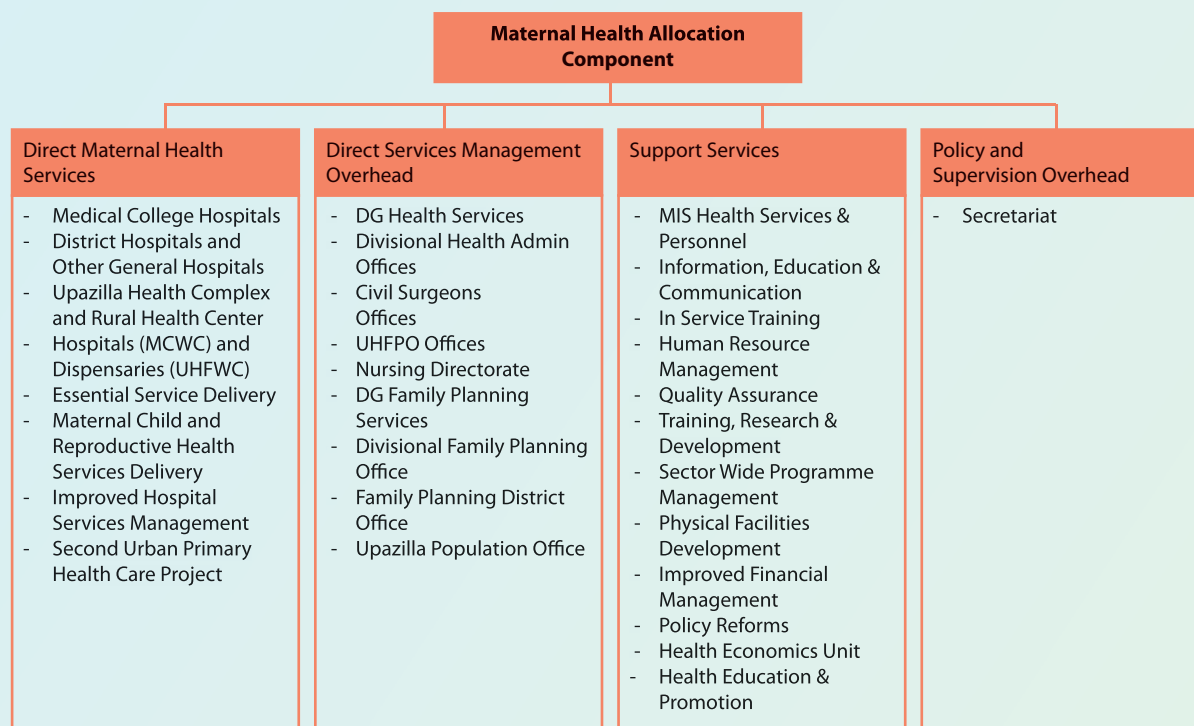 Maternal Health Allocation
Component
Direct Maternal Health
Services
- Medical College Hospitals
- District Hospitals and
Other General Hospitals
- Upazilla Health Complex
and Rural Health Center
- Hospitals (MCWC) and
Dispensaries (UHFWC)
- Essential Service Delivery
- Maternal Child and
Reproductive Health
Services Delivery
- Improved Hospital
Services Management
- Second Urban Primary
Health Care Project
Direct Services Management
Overhead
- DG Health Services
- Divisional Health Admin
Offices
- Civil Surgeons
Offices
- UHFPO Offices
- Nursing Directorate
- DG Family Planning
Services
- Divisional Family Planning
Office
- Family Planning District
Office
- Upazilla Population Office
Support Services
- MIS Health Services &
Personnel
- Information, Education &
Communication
- In Service Training
- Human Resource
Management
- Quality Assurance
- Training, Research &
Development
- Sector Wide Programme
Management
- Physical Facilities
Development
- Improved Financial
Management
- Policy Reforms
- Health Economics Unit
- Health Education &
Promotion
Policy and
Supervision Overhead
- Secretariat